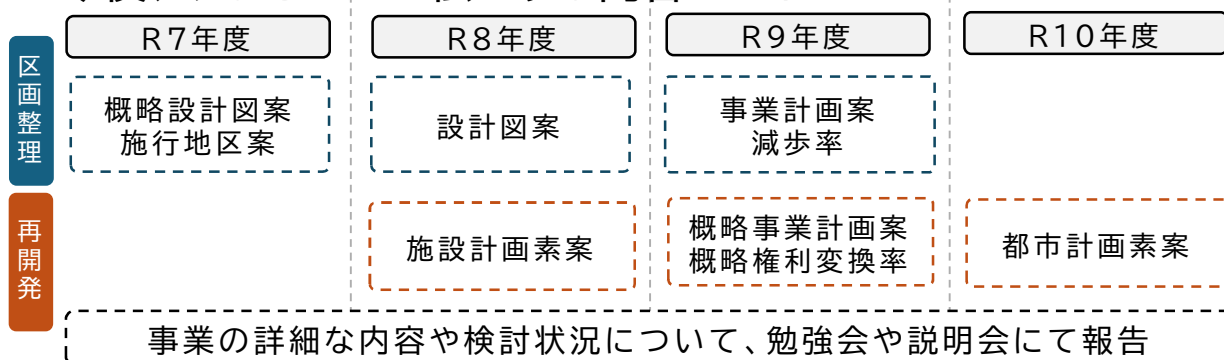 R7年度
R8年度
R9年度
R10年度
区画整理
概略設計図案
施行地区案
設計図案
事業計画案
減歩率
再開発
施設計画素案
概略事業計画案
概略権利変換率
都市計画素案
事業の詳細な内容や検討状況について、勉強会や説明会にて報告